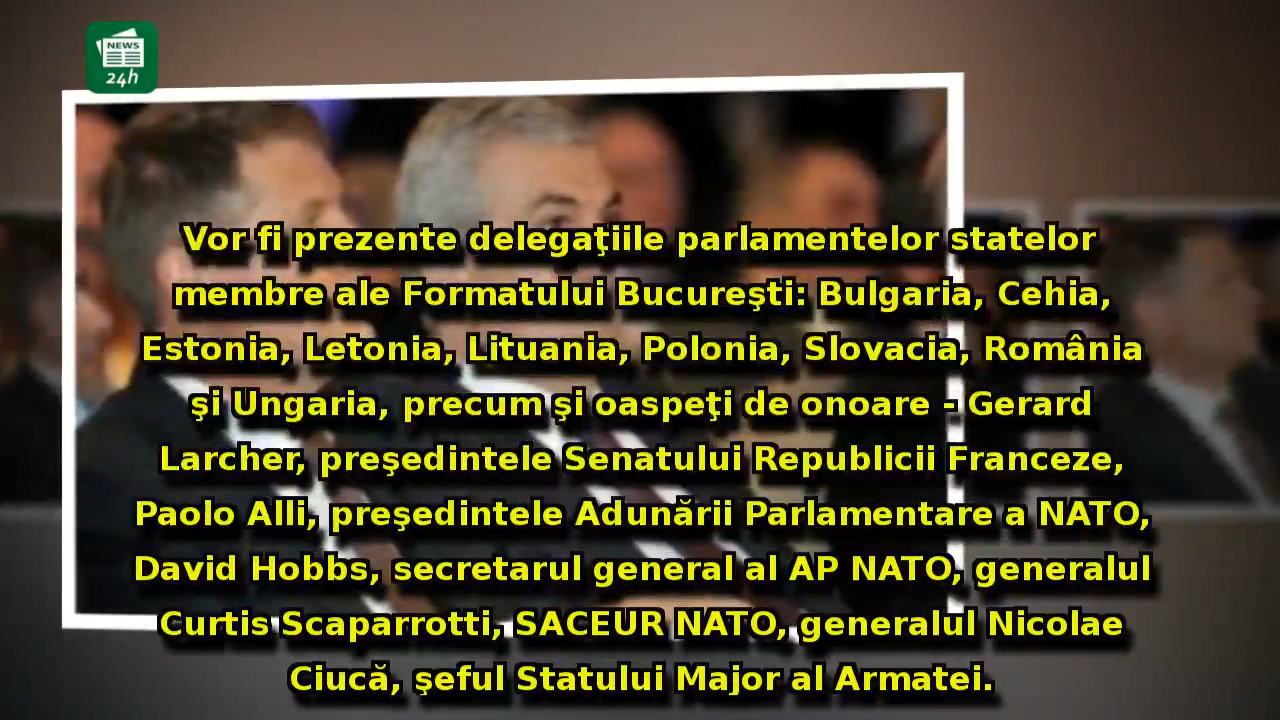 NEWS
24h
Vor fi prezente delegaţiile parlamentelor statelor
membre ale Formatului Bucureşti: Bulgaria, Cehia,
Estonia, Letonia, Lituania, Polonia, Slovacia, România
şi Ungaria, precum şi oaspeţi de onoare - Gerard
Larcher, preşedintele Senatului Republicii Franceze,
Paolo Alli, preşedintele Adunării Parlamentare a NATO,
David Hobbs, secretarul general al AP NATO, generalul
Curtis Scaparrotti, SACEUR NATO, generalul Nicolae
Ciucă, şeful Statului Major al Armatei.